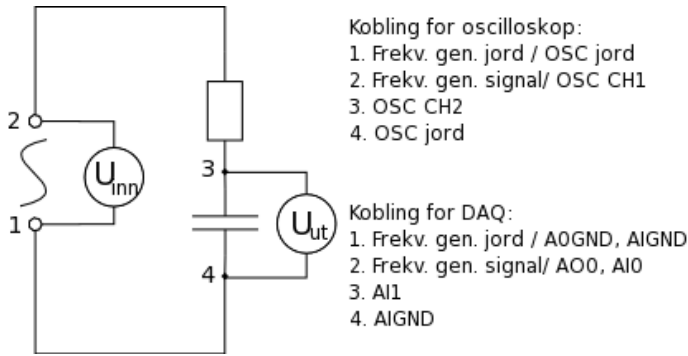 Kobling for oscilloskop:
1. Frekv. gen. jord / OSC jord
2. Frekv. gen. signal/ OSC CH1
3. OSC CH2
4. OSC jord
2
U inn
1
3
U ut
4
Kobling for DAQ:
1. Frekv. gen. jord / A0GND, AIGND
2. Frekv. gen. signal/ AO0, AI0
3. AI1
4. AIGND